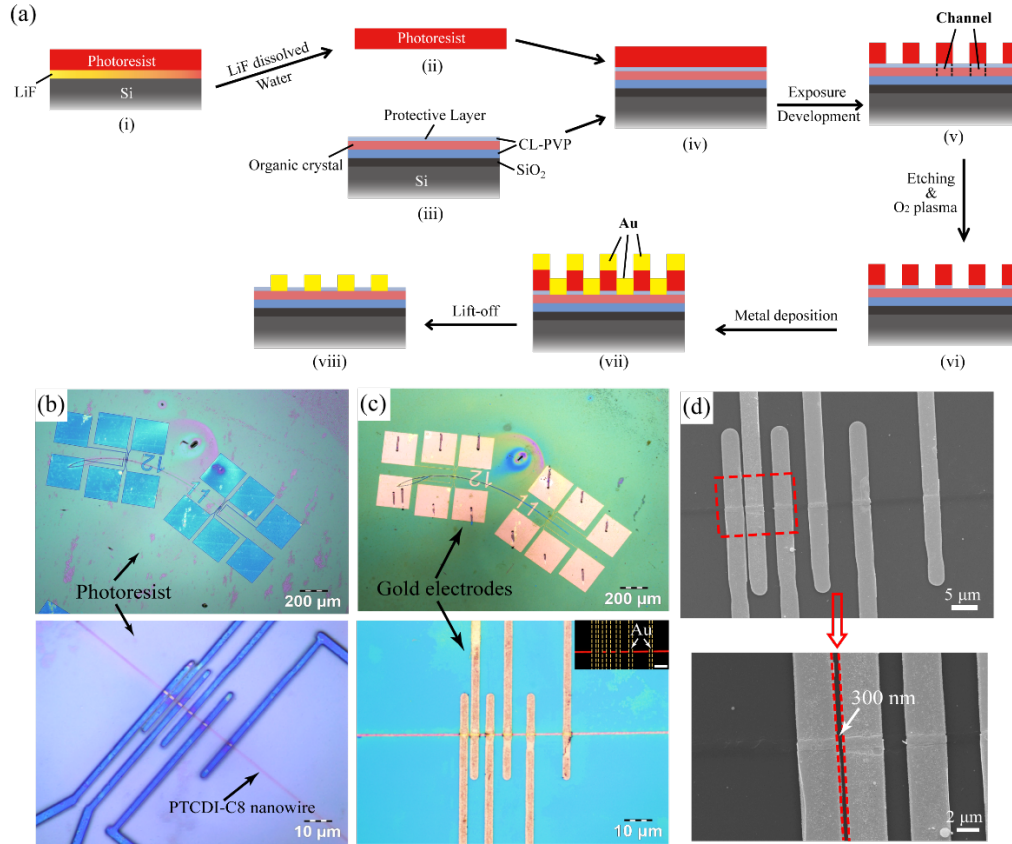 (a)
Photoresist
LiF
Si
(i)
LiF dissolved
Water
Photoresist
(ii)
Protective Layer
CL-PVP
Organic crystal
SiO2
Si
(iii)
(iv)
Exposure
Development
Channel
(v)
Etching
&
O2 plasma
(vi)
Metal deposition
Au
(vii)
Lift-off
(viii)
(b)
12
11
200 μm
Photoresist
PTCDI-C8 nanowire
10 μm
(c)
12
11
200 μm
Gold electrodes
Au
10 μm
(d)
5 μm
300 nm
2 μm